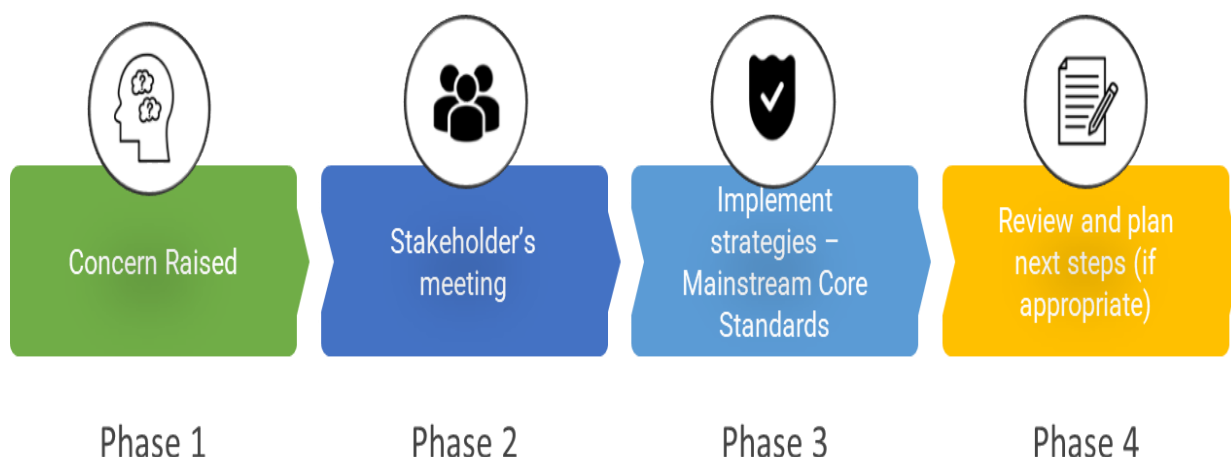 Concern Raised
Stakeholder’s
meeting
Implement
strategies –
Mainstream Core
Standards
Review and plan
next steps (if
appropriate)
Phase 1
Phase 2
Phase 3
Phase 4